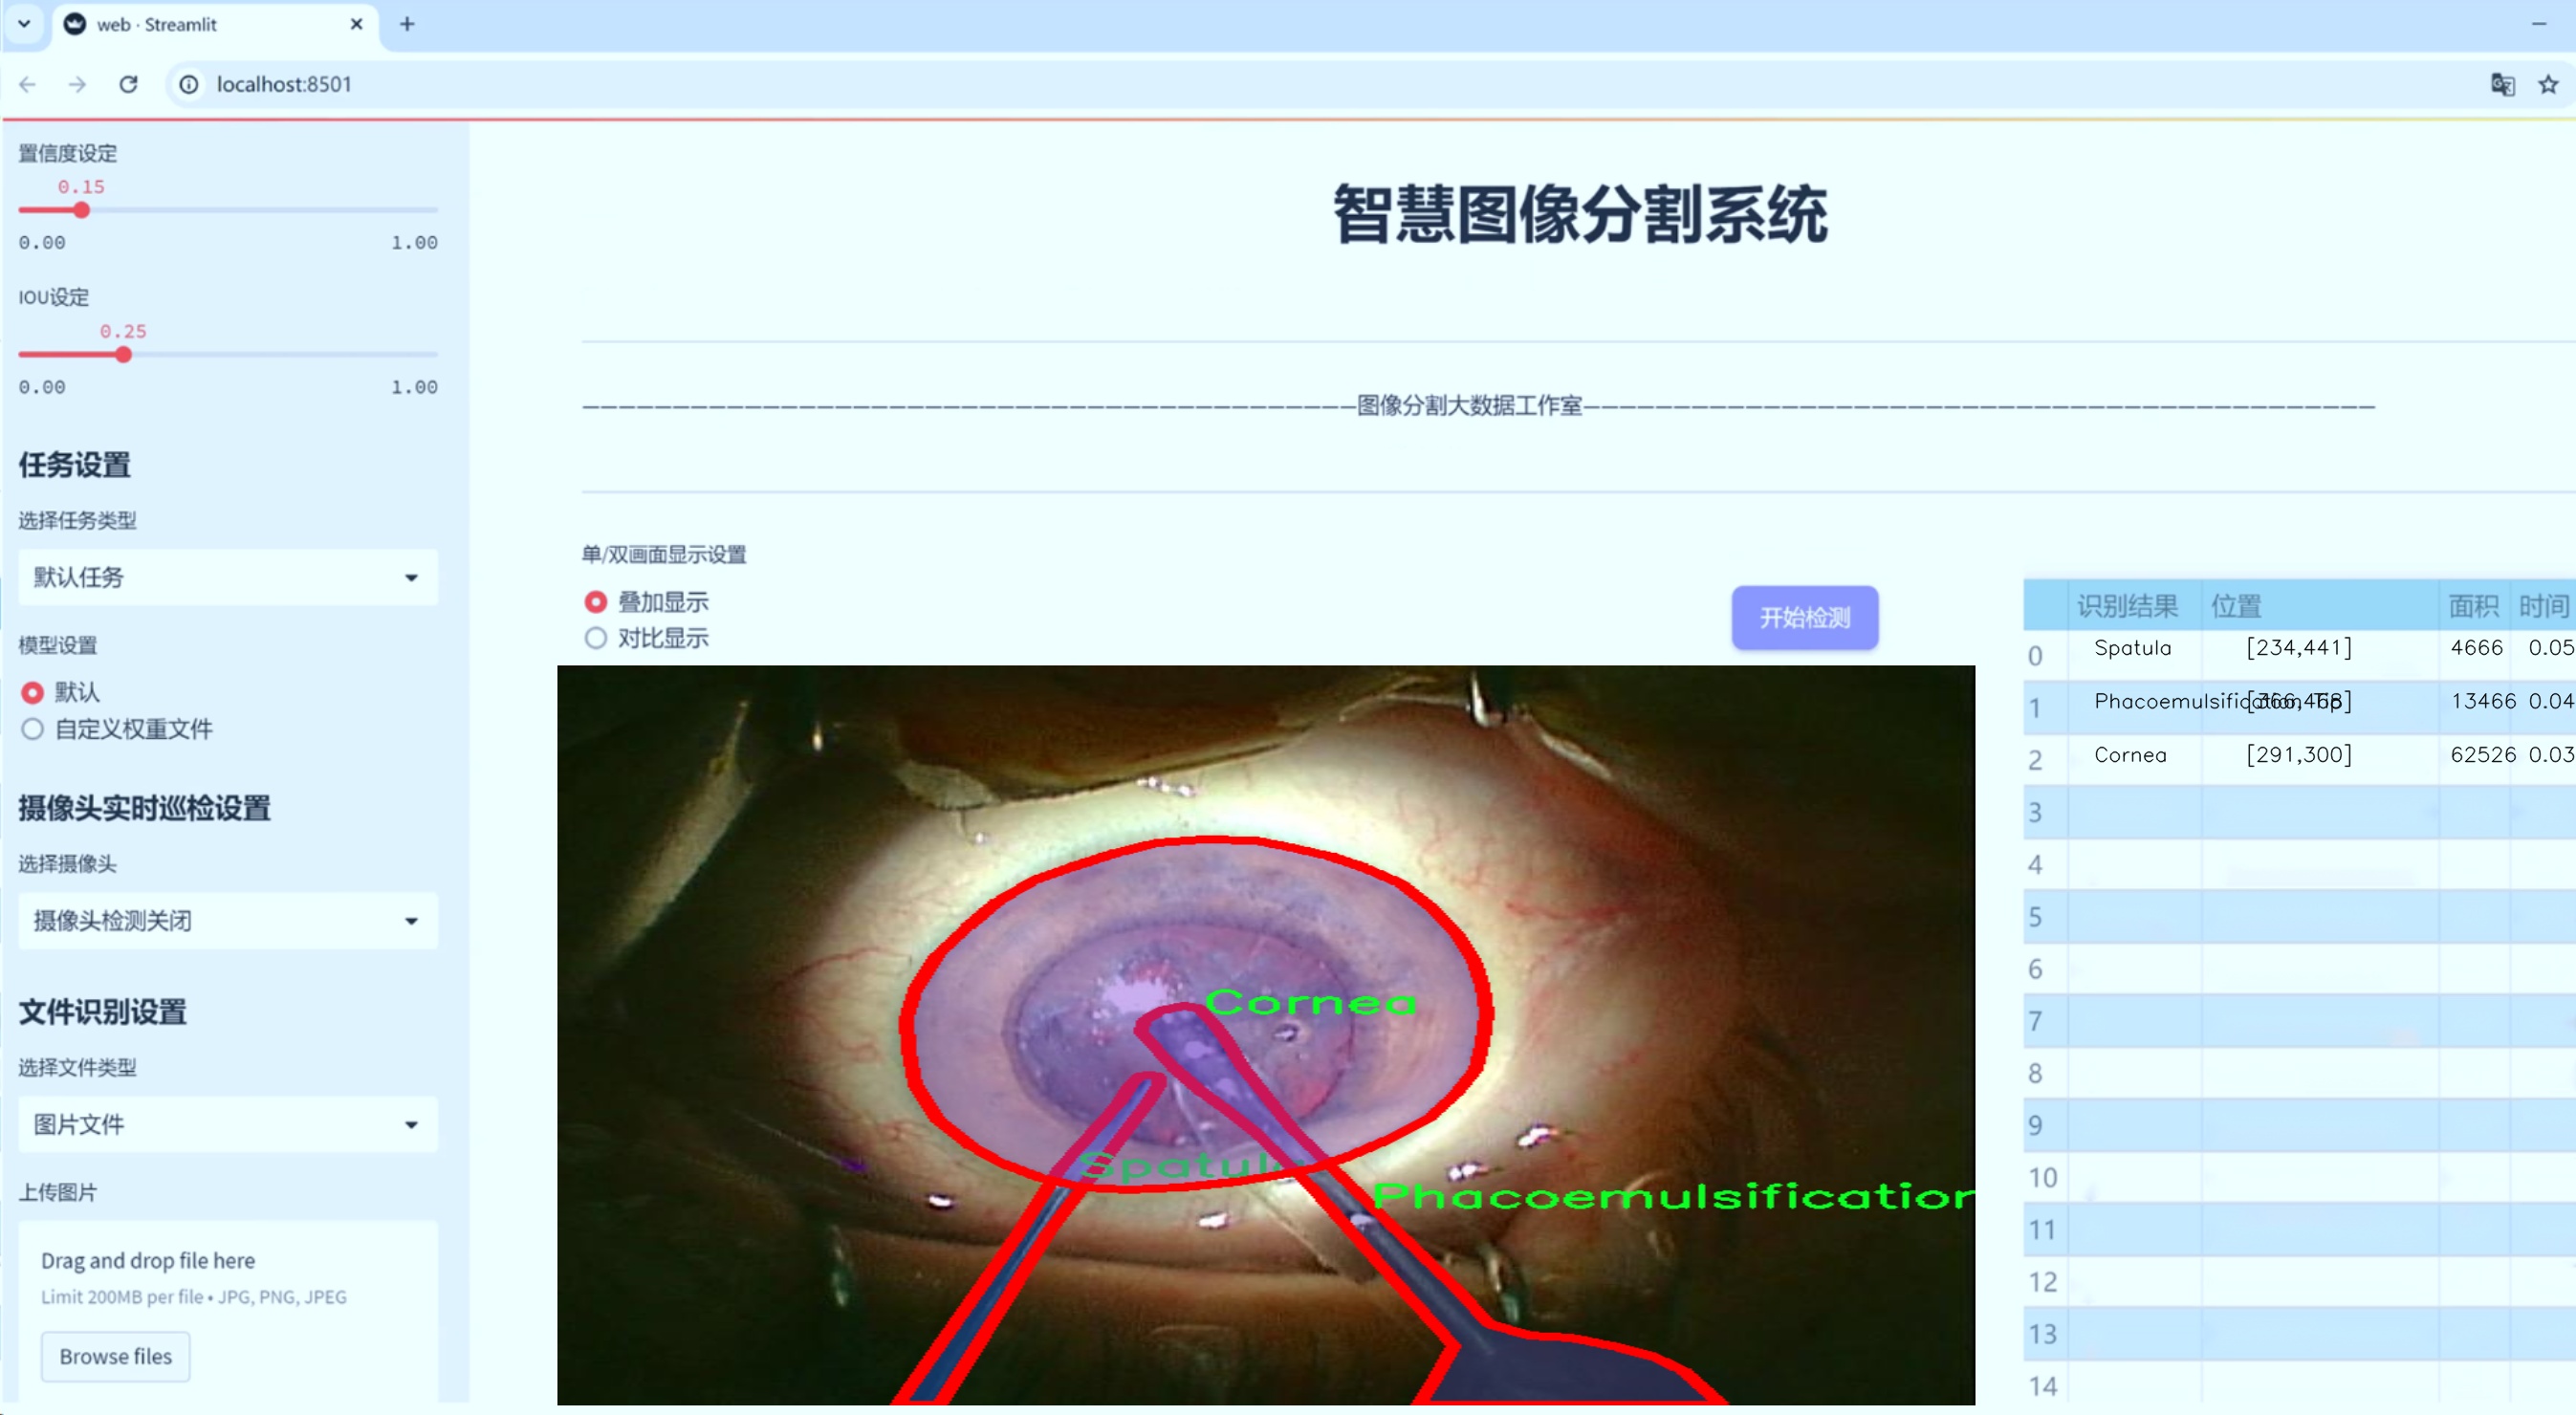 web · Streamlit
localhost:8501
置信度设定
0.15
0.00 1.00
IOU设定
0.25
0.00 1.00
任务设置
选择任务类型
默认任务
模型设置
默认
自定义权重文件
摄像头实时巡检设置
选择摄像头
摄像头检测关闭
文件识别设置
选择文件类型
图片文件
上传图片
Drag and drop file here
Limit 200MB per file • JPG, PNG, JPEG
Browse files
智慧图像分割系统
图像分割大数据工作室
单/双画面显示设置
叠加显示
对比显示
开始检测
Cornea
Spatula
Phacoemulsification
识别结果 位置 面积 时间
0 Spatula [234,441] 4666 0.05
1 Phacoemulsification Tip [366,468] 13466 0.04
2 Cornea [291,300] 62526 0.03
3
4
5
6
7
8
9
10
11
12
13
14